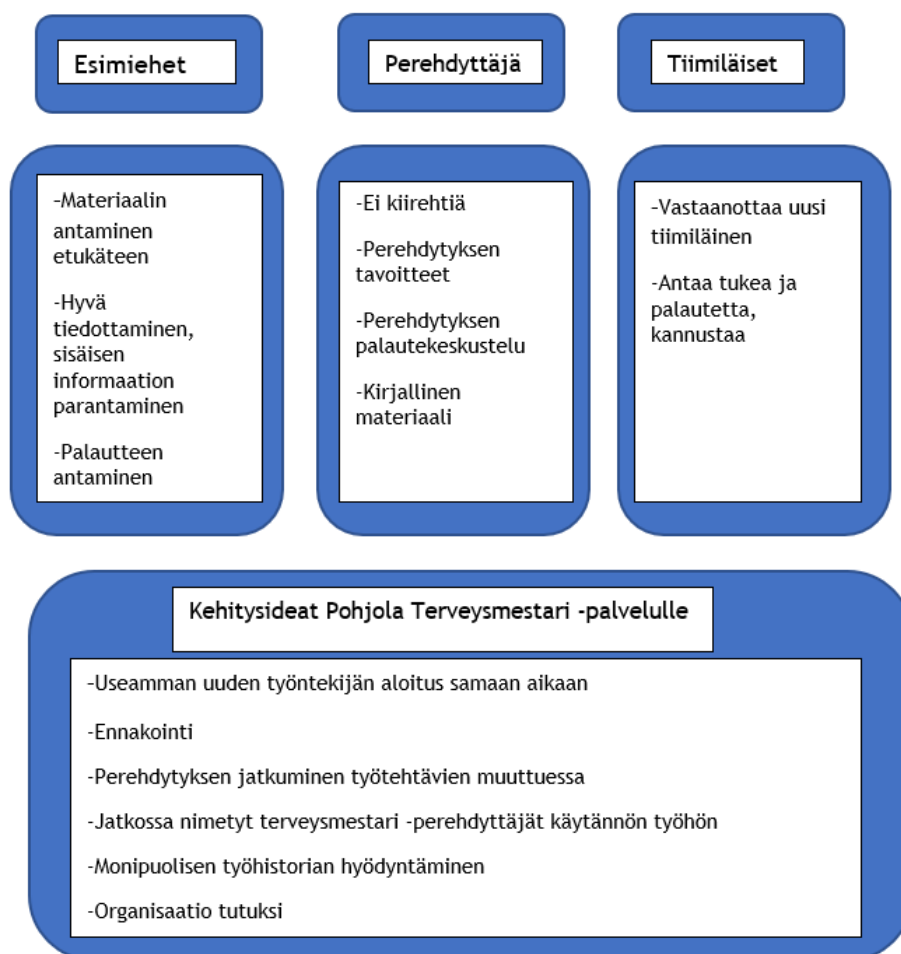 Esimiehet
Perehdyttäjä
Tiimiläiset
-Materiaalin
antaminen
etukäteen
-Hyvä
tiedottaminen,
sisäisen
informaation
parantaminen
-Palautteen
antaminen
-Ei kiirehtiä
-Perehdytyksen
tavoitteet
-Perehdytyksen
palautekeskustelu
-Kirjallinen
materiaali
-Vastaanottaa uusi
tiimiläinen
-Antaa tukea ja
palautetta,
kannustaa
Kehitysideat Pohjola Terveysmestari -palvelulle
-Useamman uuden työntekijän aloitus samaan aikaan
-Ennakointi
-Perehdytyksen jatkuminen työtehtävien muuttuessa
-Jatkossa nimetyt terveysmestari -perehdyttäjät käytännön työhön
-Monipuolisen työhistorian hyödyntäminen
-Organisaatio tutuksi